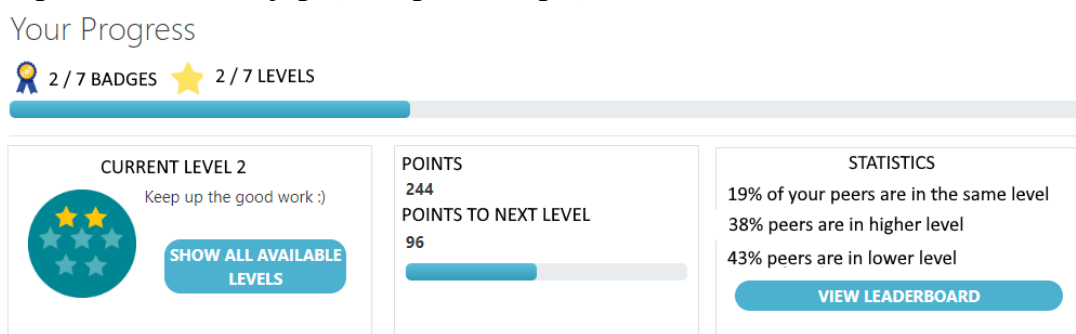 Your Progress
2 / 7 BADGES 2 / 7 LEVELS
CURRENT LEVEL 2
Keep up the good work :)
SHOW ALL AVAILABLE
LEVELS
POINTS
244
POINTS TO NEXT LEVEL
96
STATISTICS
19% of your peers are in the same level
38% peers are in higher level
43% peers are in lower level
VIEW LEADERBOARD